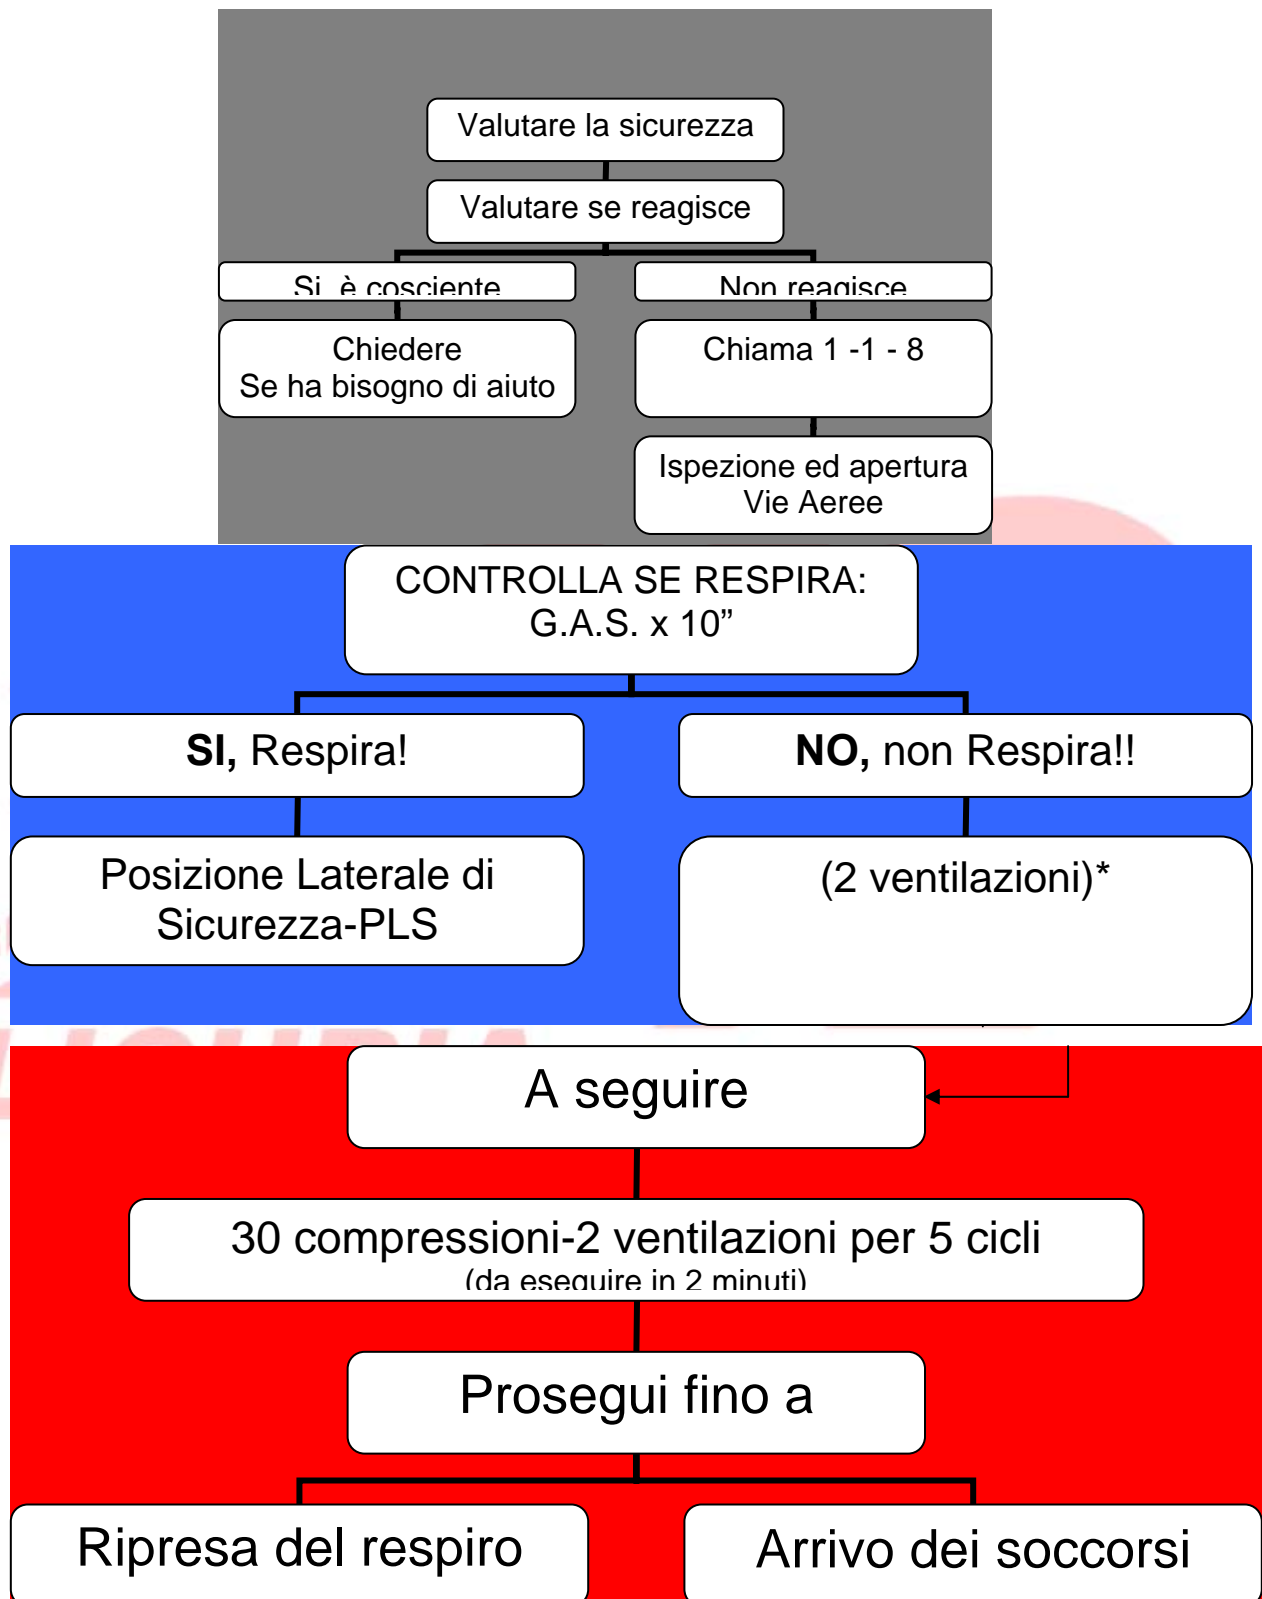 Valutare la sicurezza
Valutare se reagisce
Si è cosciente
Non reagisce
Chiedere
Se ha bisogno di aiuto
Chiama 1 -1 - 8
Ispezione ed apertura
Vie Aeree
CONTROLLA SE RESPIRA:
G.A.S. x 10”
SI, Respira!
NO, non Respira!!
Posizione Laterale di
Sicurezza-PLS
(2 ventilazioni)*
LIGURIA
A seguire
30 compressioni-2 ventilazioni per 5 cicli
(da eseguire in 2 minuti)
Prosegui fino a
Ripresa del respiro
Arrivo dei soccorsi